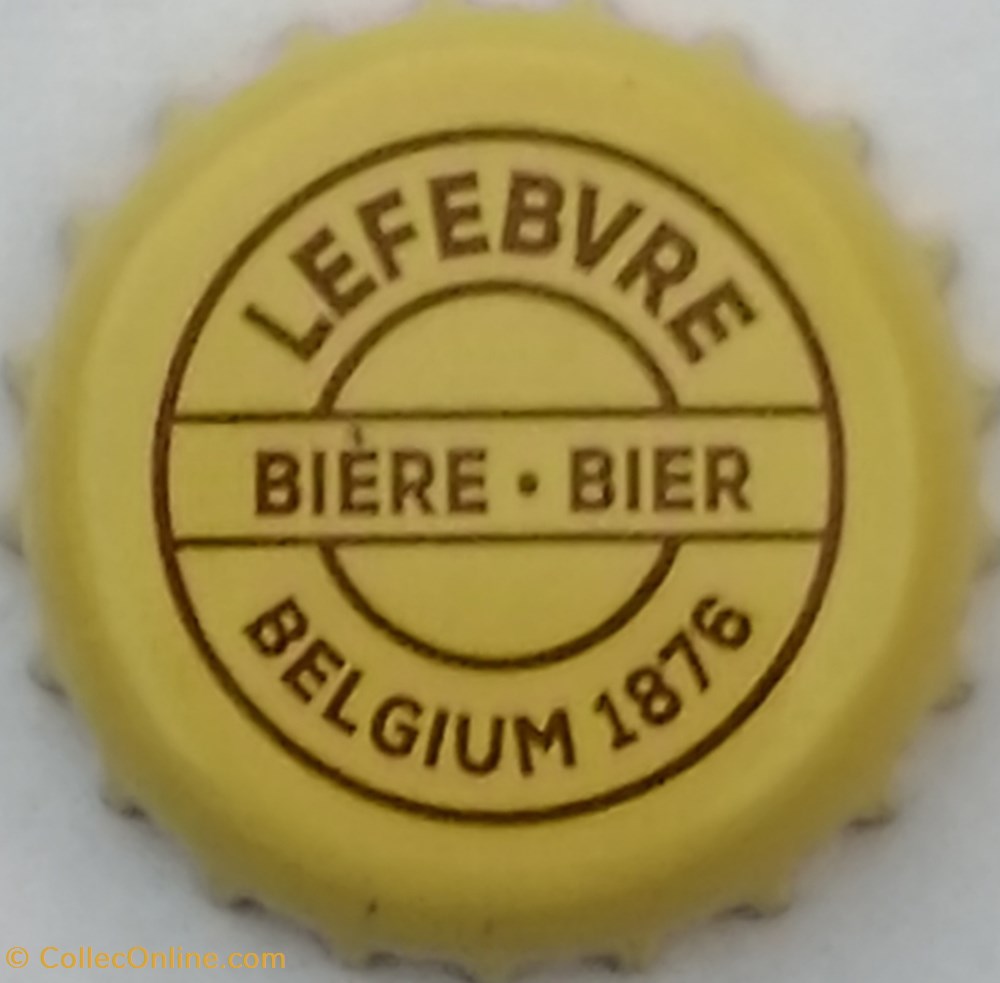 LEFEBVRE
BIÈRE • BIER
BELGIUM 1876
© CollecOnline.com